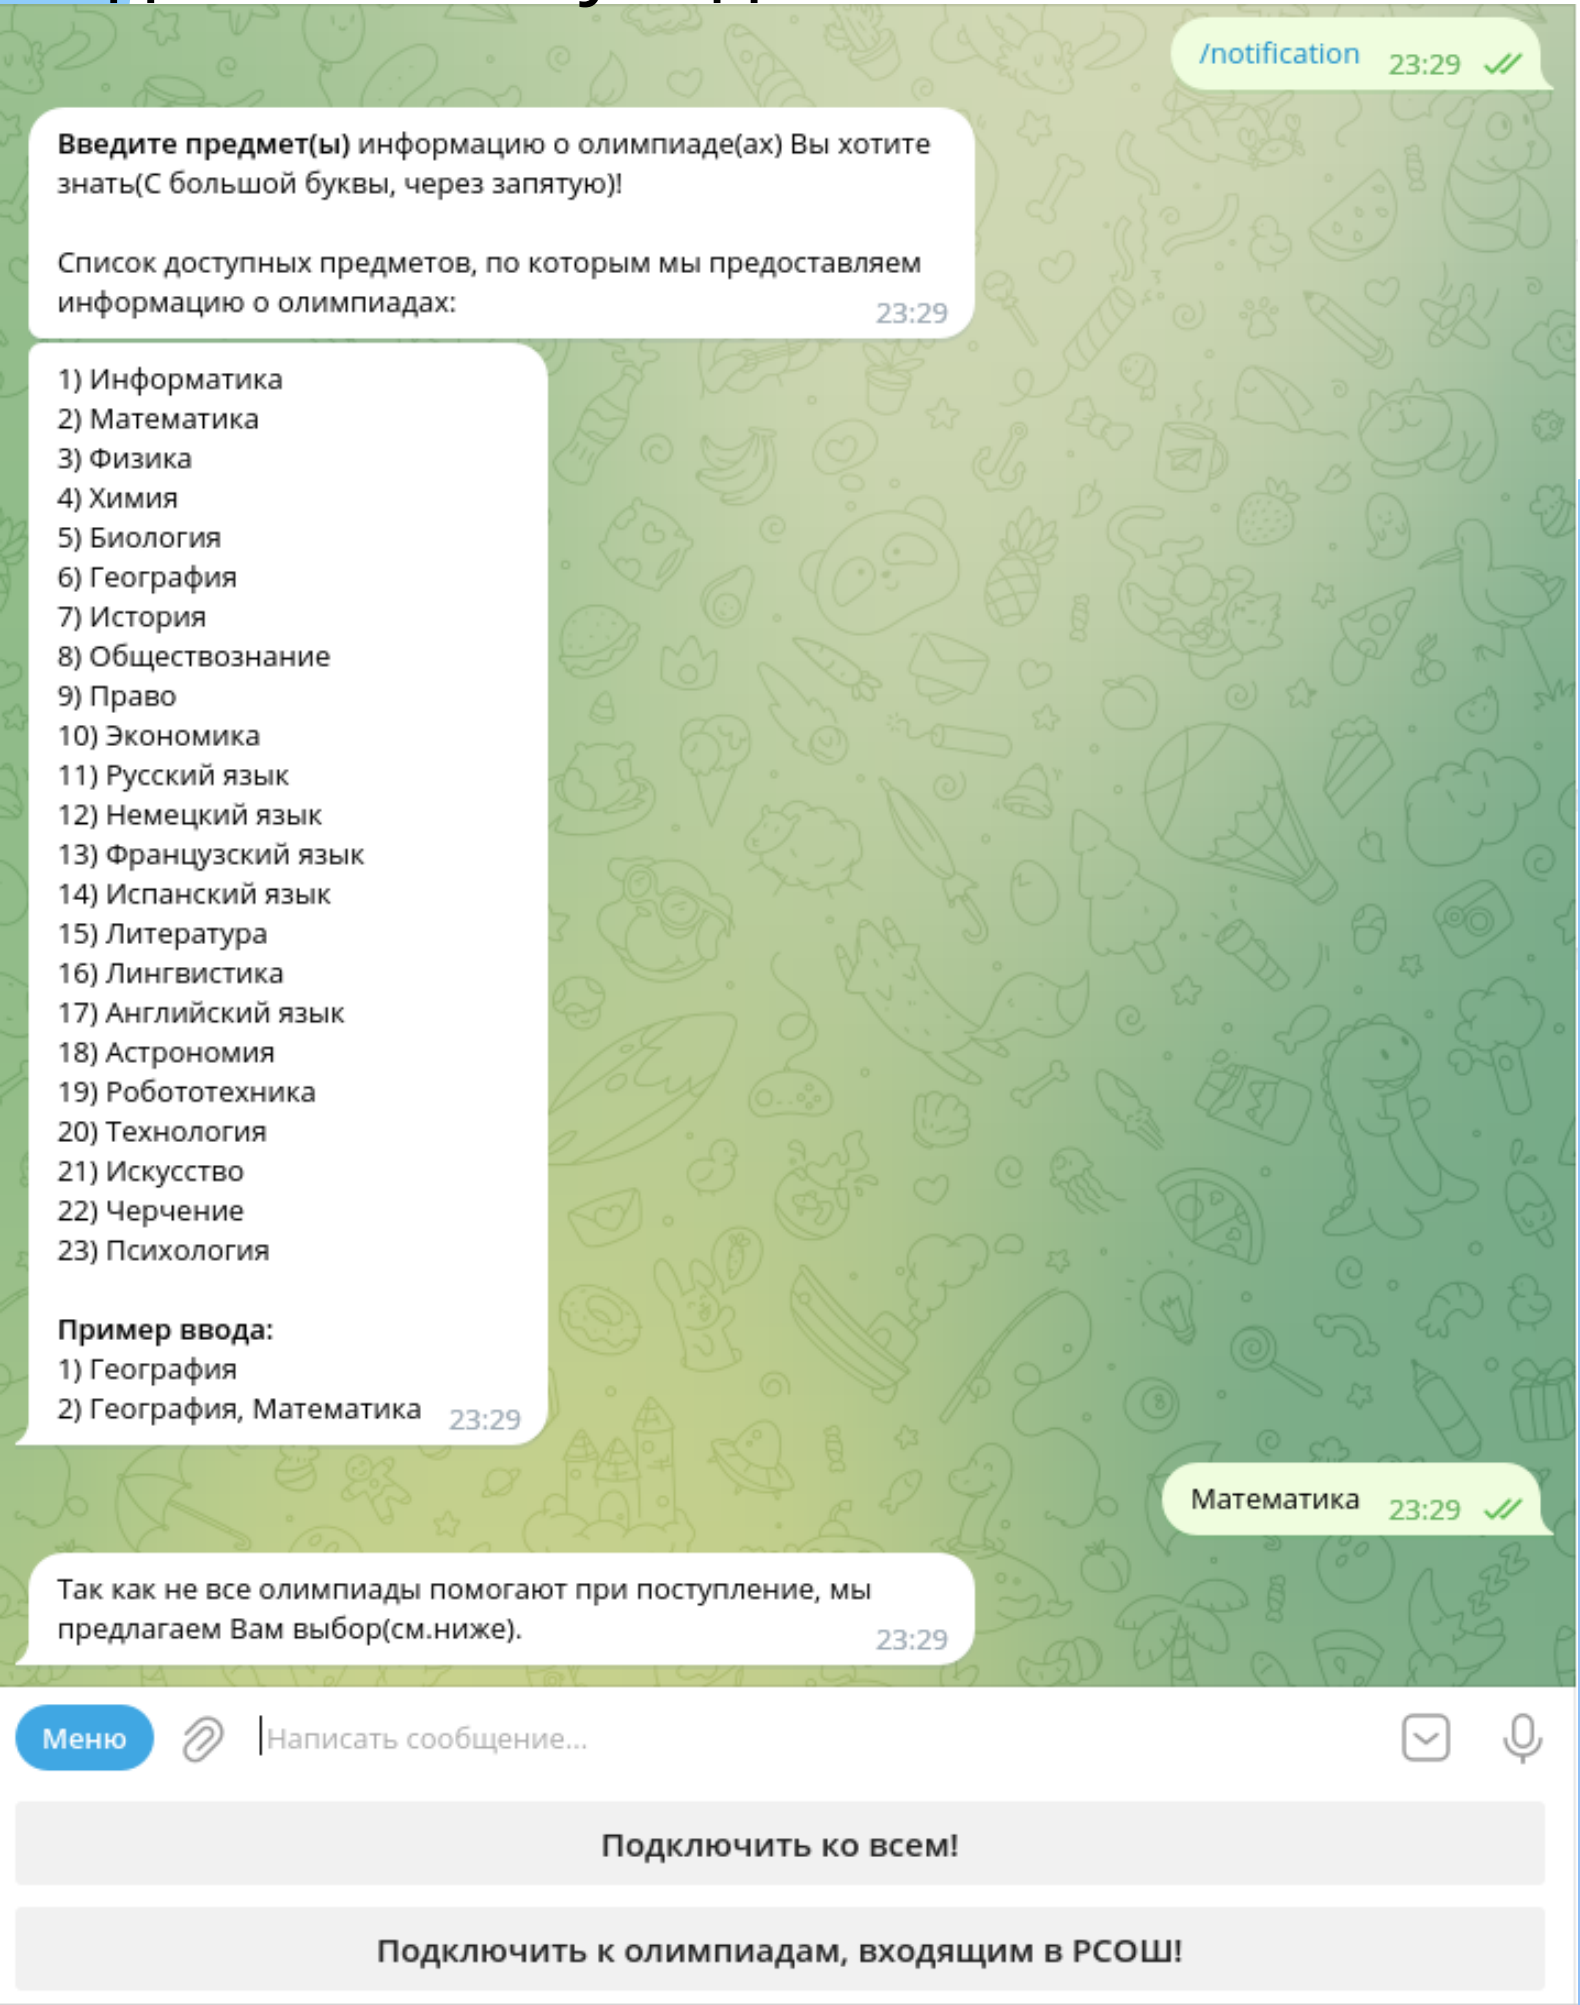 /notification 23:29
Введите предмет(ы) информацию о олимпиаде(ах) Вы хотите
знать(С большой буквы, через запятую)!
Список доступных предметов, по которым мы предоставляем
информацию о олимпиадах: 23:29
1) Информатика
2) Математика
3) Физика
4) Химия
5) Биология
6) География
7) История
8) Обществознание
9) Право
10) Экономика
11) Русский язык
12) Немецкий язык
13) Французский язык
14) Испанский язык
15) Литература
16) Лингвистика
17) Английский язык
18) Астрономия
19) Робототехника
20) Технология
21) Искусство
22) Черчение
23) Психология
Пример ввода:
1) География
2) География, Математика 23:29
Математика 23:29
Так как не все олимпиады помогают при поступление, мы
предлагаем Вам выбор(см.ниже). 23:29
Меню Написать сообщение...
Подключить ко всем!
Подключить к олимпиадам, входящим в РСОШ!